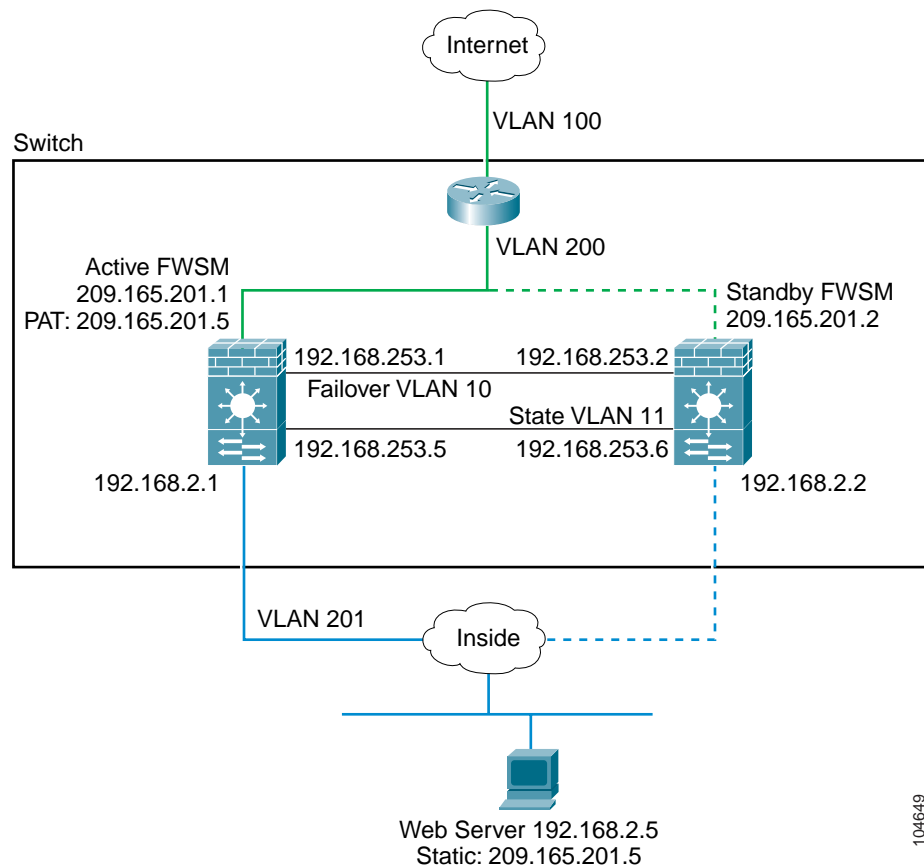 Internet
VLAN 100
Switch
VLAN 200
Active FWSM
209.165.201.1
PAT: 209.165.201.5
Standby FWSM
209.165.201.2
192.168.253.1
192.168.253.2
Failover VLAN 10
State VLAN 11
192.168.253.5
192.168.253.6
192.168.2.1
192.168.2.2
VLAN 201
Inside
Web Server 192.168.2.5
Static: 209.165.201.5
104649